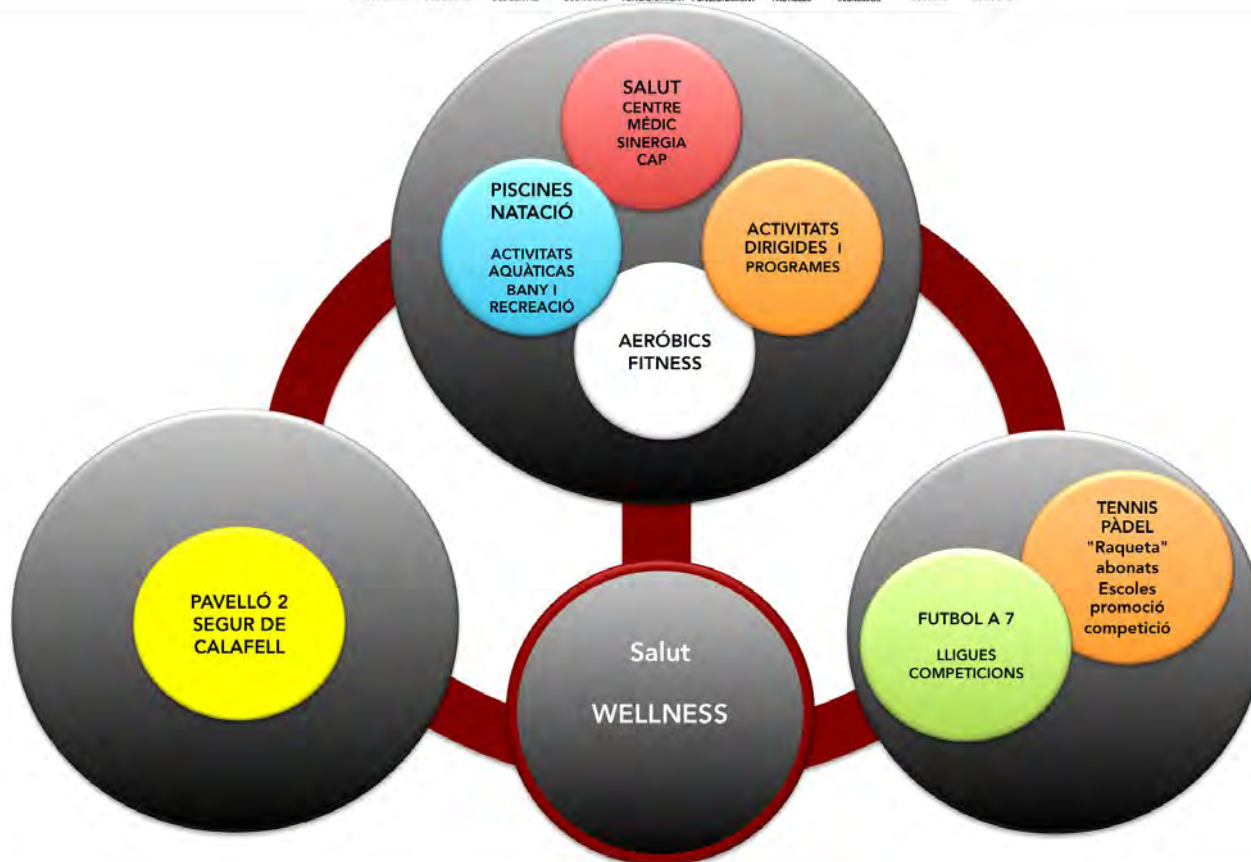 SALUT
CENTRE
MÉDIC
SINERGIA
CAP
PISCINES
NATACIÓ
ACTIVITATS
AQUÀTICAS
BANY I
RECREACIÓ
ACTIVITATS
DIRIGIDES I
PROGRAMES
AERÓBICS
FITNESS
PAVELLÓ 2
SEGUR DE
CALAFELL
Salut
WELLNESS
TENNIS
PÀDEL
"Raqueta"
abonats
Escoles
promoció
competició
FUTBOL A 7
LLIGUES
COMPETICIONS